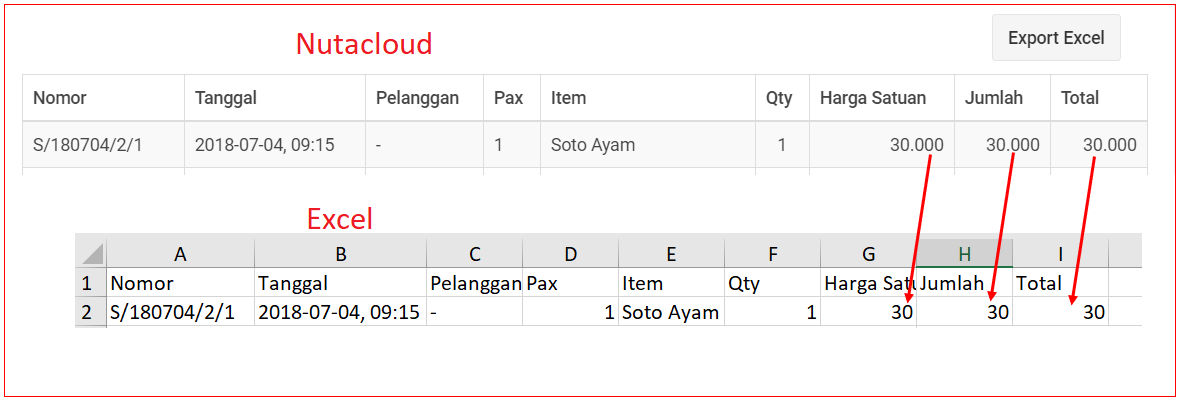 Nutacloud
Export Excel
Nomor Tanggal Pelanggan Pax Item Qty Harga Satuan Jumlah Total
S/180704/2/1 2018-07-04, 09:15 - 1 Soto Ayam 1 30.000 30.000 30.000
Excel
A B C D E F G H I
1 Nomor Tanggal Pelanggan Pax Item Qty Harga Satu Jumlah Total
2 S/180704/2/1 2018-07-04, 09:15 - 1 Soto Ayam 1 30 30 30